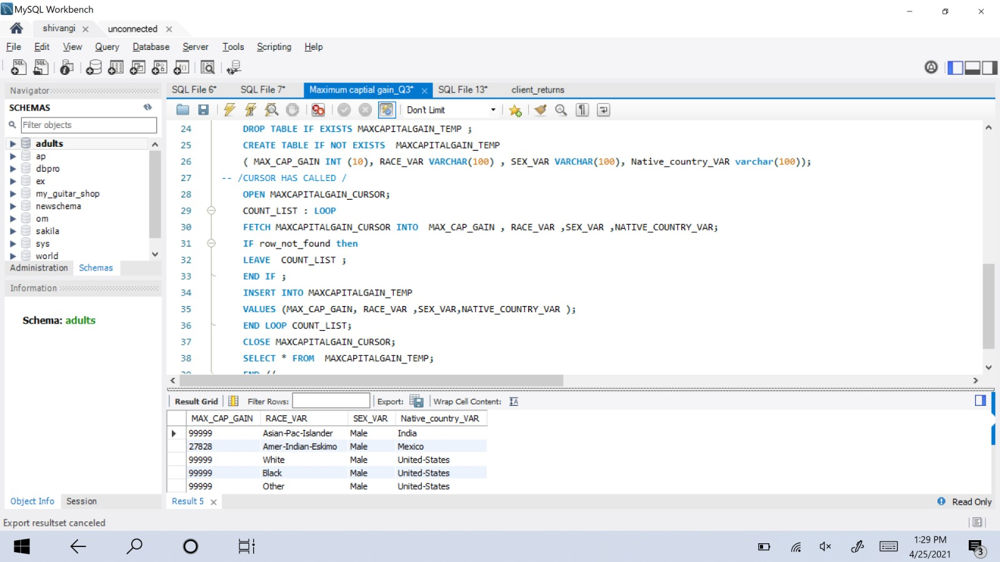 MySQL Workbench
shivangi
unconnected
File Edit View Query Database Server Tools Scripting Help
Navigator
SCHEMAS
Filter objects
adults
ap
dbpro
ex
my_guitar_shop
newschema
om
sakila
sys
world
Administration Schemas
Information
Schema: adults
Object Info Session
SQL File 6* SQL File 7* Maximum captial gain_Q3* SQL File 13* client_returns
Don't Limit
24 DROP TABLE IF EXISTS MAXCAPITALGAIN_TEMP ;
25 CREATE TABLE IF NOT EXISTS MAXCAPITALGAIN_TEMP
26 ( MAX_CAP_GAIN INT (10), RACE_VAR VARCHAR(100) , SEX_VAR VARCHAR(100), Native_country_VAR varchar(100));
27 -- /CURSOR HAS CALLED /
28 OPEN MAXCAPITALGAIN_CURSOR;
29 COUNT_LIST : LOOP
30 FETCH MAXCAPITALGAIN_CURSOR INTO MAX_CAP_GAIN , RACE_VAR ,SEX_VAR ,NATIVE_COUNTRY_VAR;
31 IF row_not_found then
32 LEAVE COUNT_LIST ;
33 END IF ;
34 INSERT INTO MAXCAPITALGAIN_TEMP
35 VALUES (MAX_CAP_GAIN, RACE_VAR ,SEX_VAR,NATIVE_COUNTRY_VAR );
36 END LOOP COUNT_LIST;
37 CLOSE MAXCAPITALGAIN_CURSOR;
38 SELECT * FROM MAXCAPITALGAIN_TEMP;
39 END //
Result Grid Filter Rows: Export: Wrap Cell Content:
MAX_CAP_GAIN RACE_VAR SEX_VAR Native_country_VAR
99999 Asian-Pac-Islander Male India
27828 Amer-Indian-Eskimo Male Mexico
99999 White Male United-States
99999 Black Male United-States
99999 Other Male United-States
Result 5 Read Only
Export resultset canceled
1:29 PM
4/25/2021
3